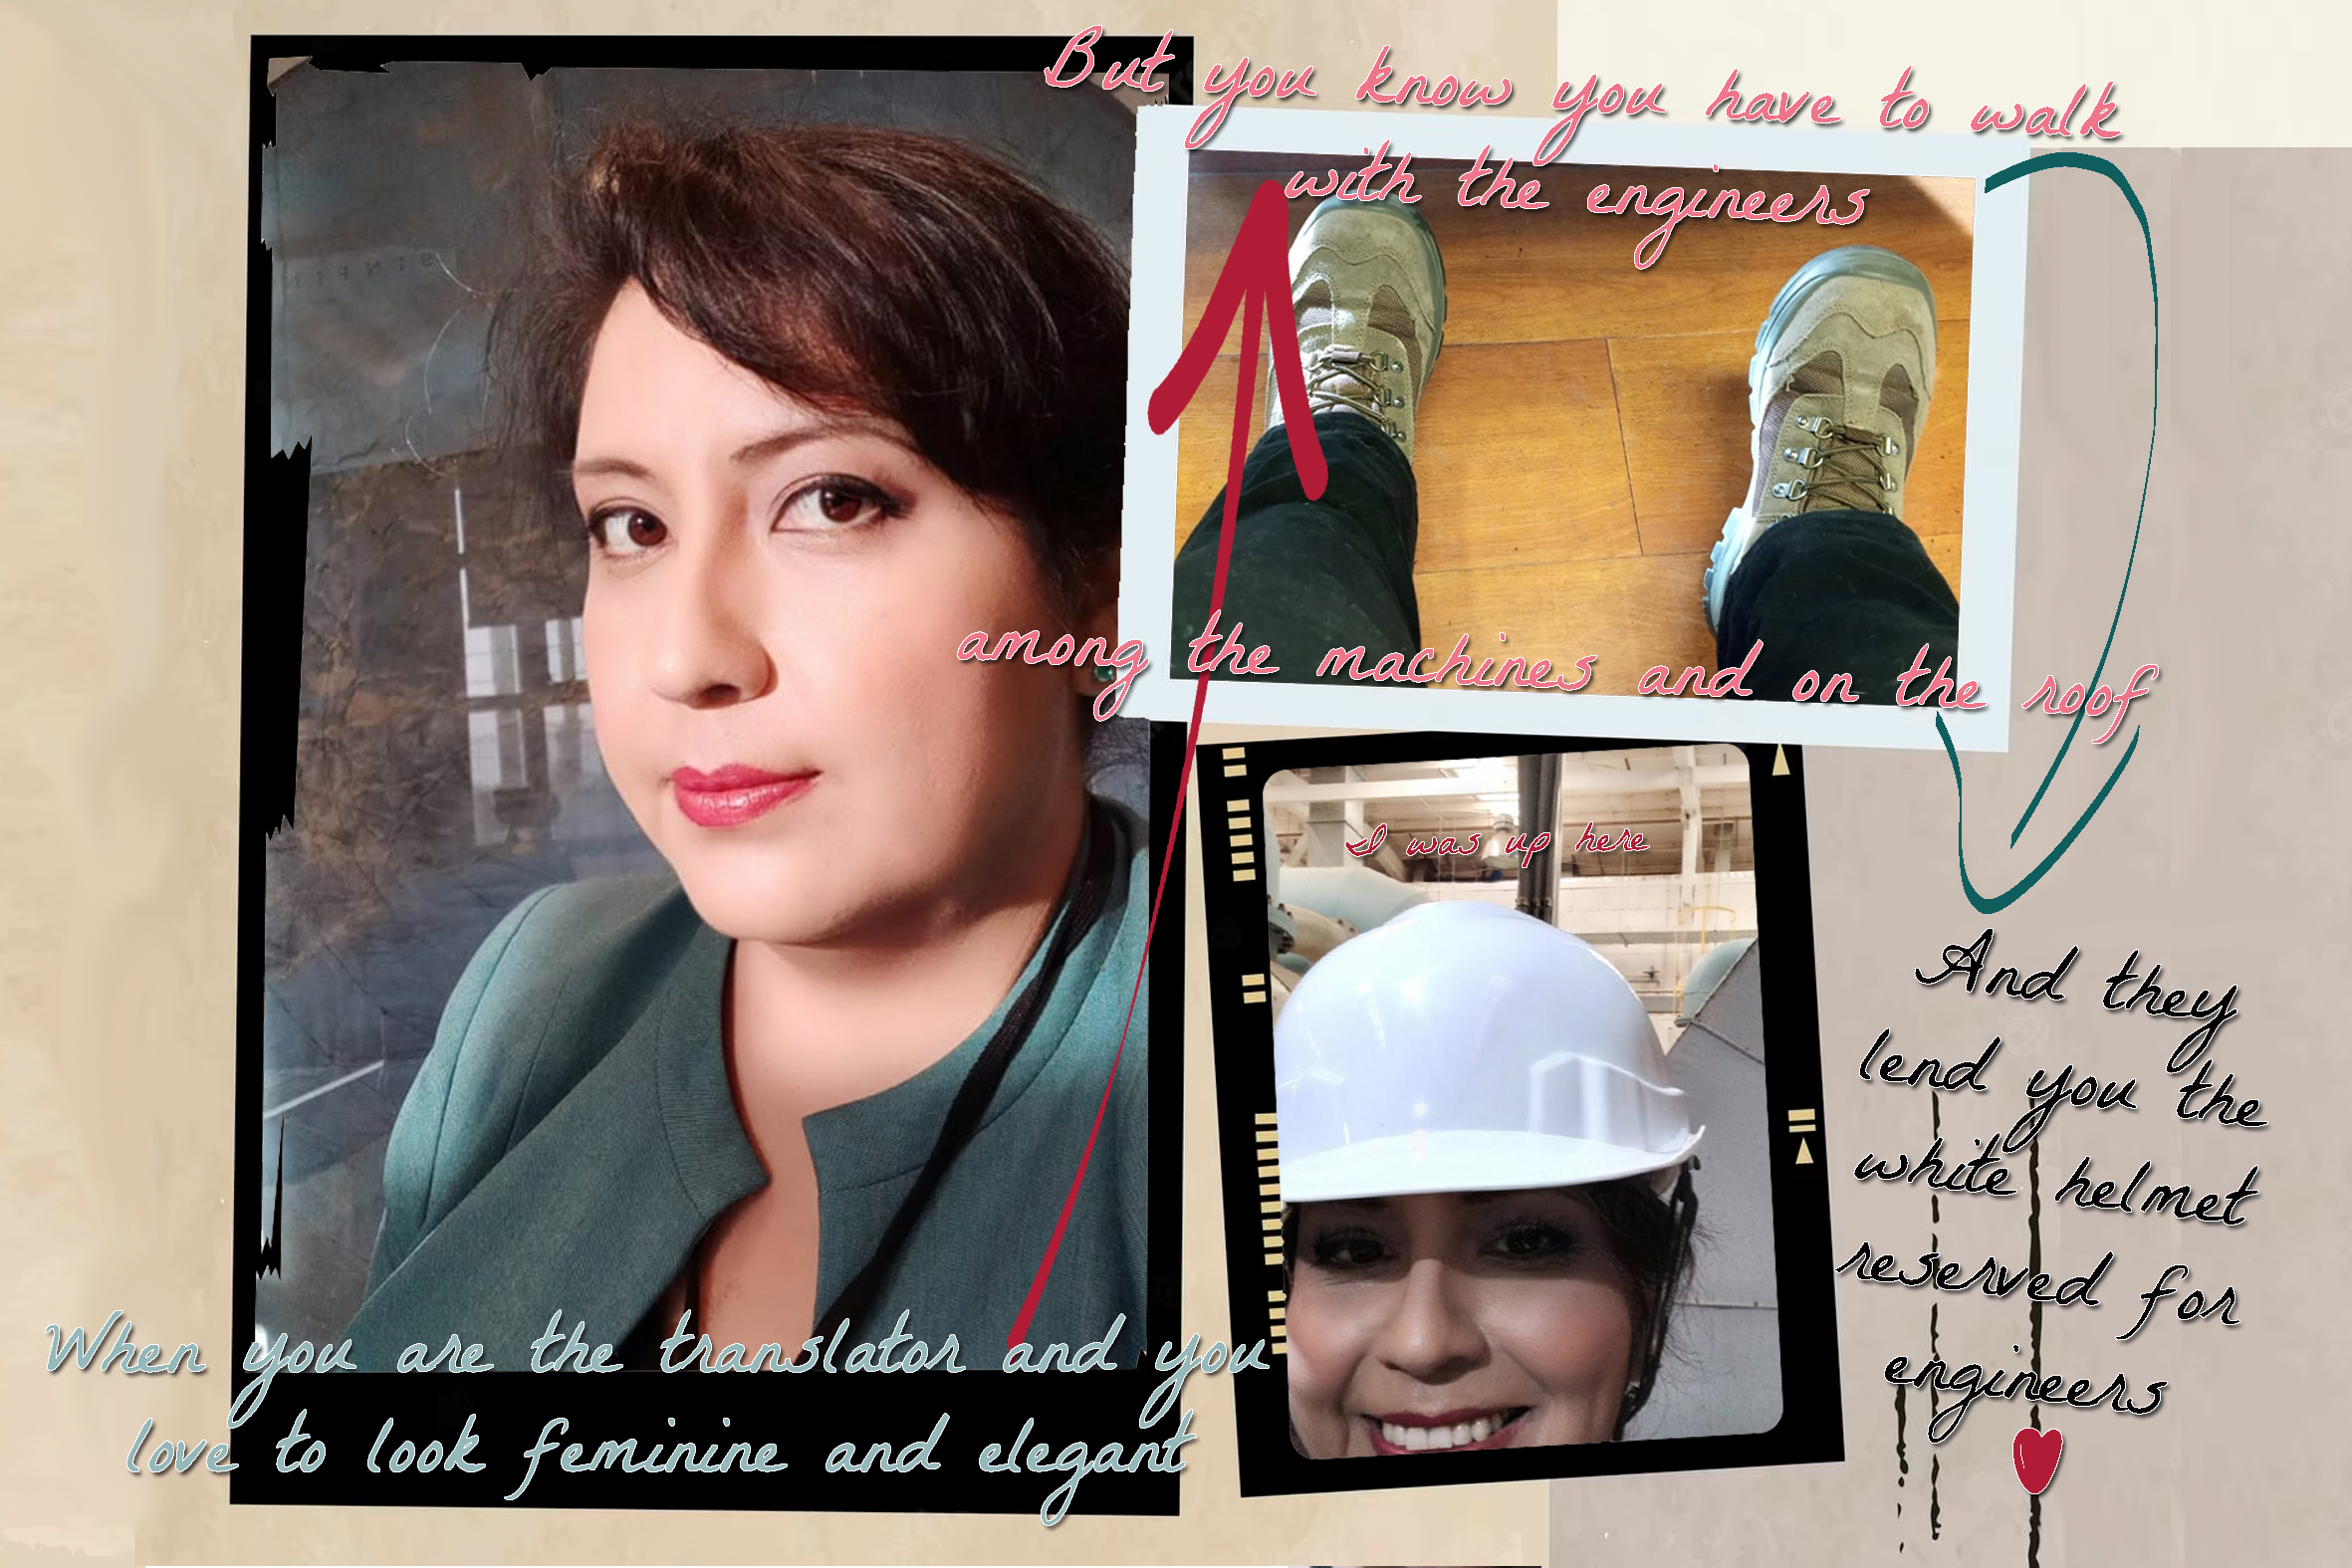 When you are the translator and you
love to look feminine and elegant
But you know you have to walk
with the engineers
among the machines and on the roof
I was up here
And they
lend you the
white helmet
reserved for
engineers